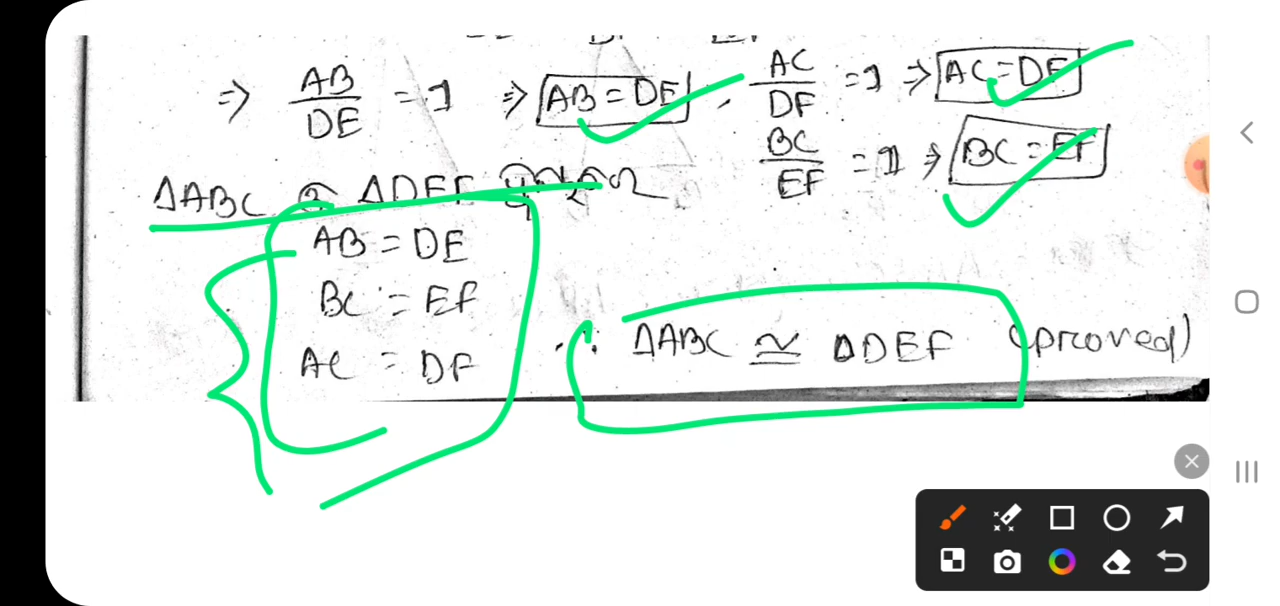 ⇒ AB/DE = 1 ⇒ AB = DE , AC/DF = 1 ⇒ AC = DF
BC/EF = 1 ⇒ BC = EF
ΔABC ଓ ΔDEF
AB = DE
BC = EF
AC = DF
∴ ΔABC ≅ ΔDEF (proved)